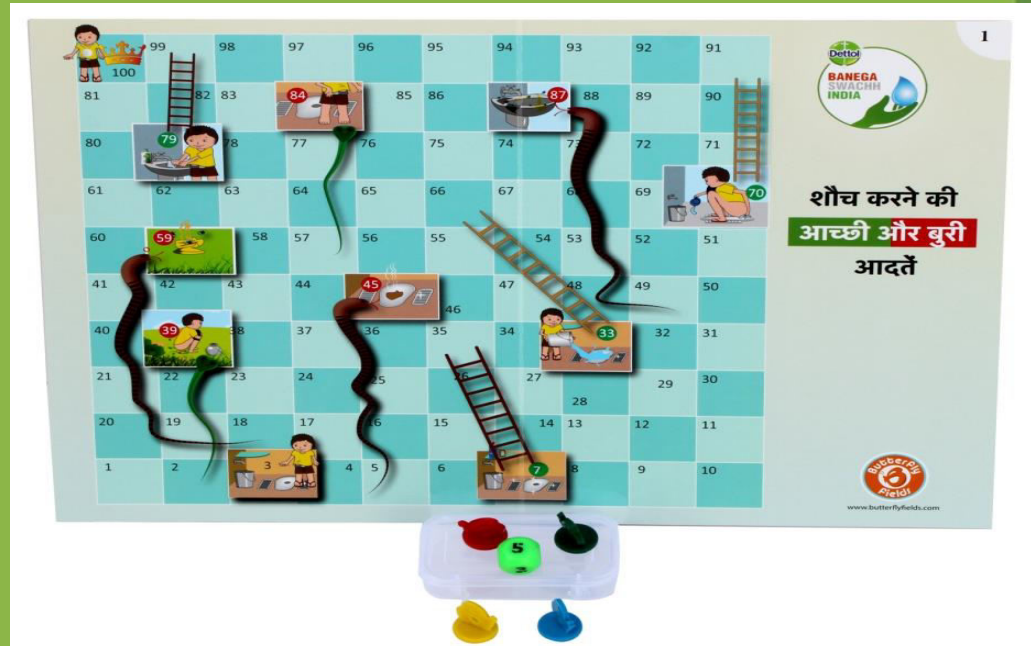 1
100 99 98 97 96 95 94 93 92 91
81 82 83 84 85 86 87 88 89 90
80 79 78 77 76 75 74 73 72 71
61 62 63 64 65 66 67 68 69 70
60 59 58 57 56 55 54 53 52 51
41 42 43 44 45 46 47 48 49 50
40 39 38 37 36 35 34 33 32 31
21 22 23 24 25 26 27 28 29 30
20 19 18 17 16 15 14 13 12 11
1 2 3 4 5 6 7 8 9 10
Dettol
BANEGA
SWACHH
INDIA
शौच करने की
आच्छी और बुरी
आदतें
Butterfly
Fields
www.butterflyfields.com
5